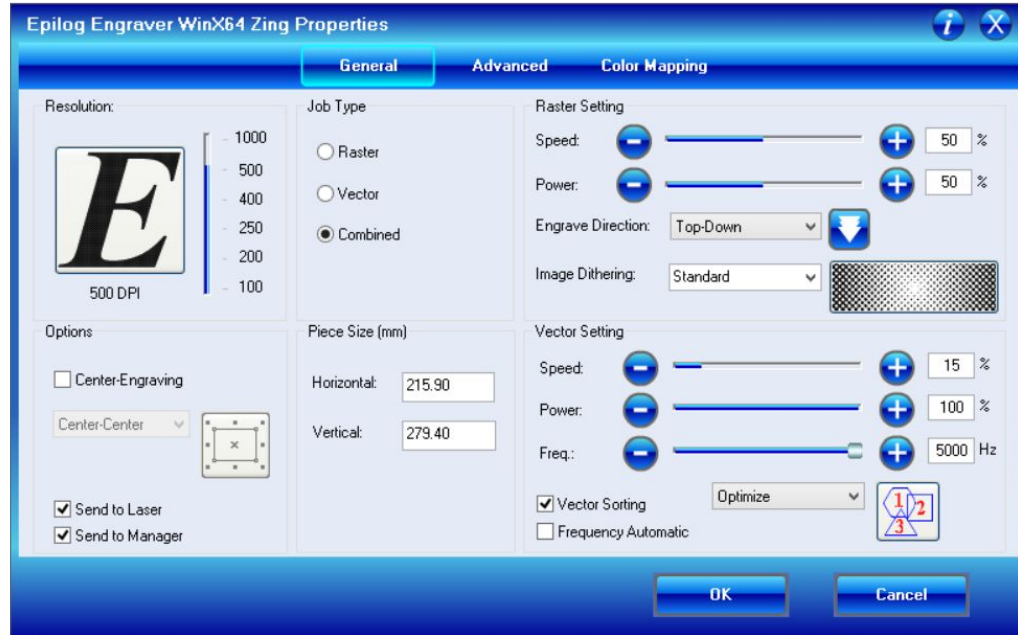 Epilog Engraver WinX64 Zing Properties
i X
General Advanced Color Mapping
Resolution:
E
500 DPI
1000
500
400
250
200
100
Job Type
Raster
Vector
Combined
Raster Setting
Speed: - + 50 %
Power: - + 50 %
Engrave Direction: Top-Down
Image Dithering: Standard
Options
Center-Engraving
Center-Center
Send to Laser
Send to Manager
Piece Size (mm)
Horizontal: 215.90
Vertical: 279.40
Vector Setting
Speed: - + 15 %
Power: - + 100 %
Freq.: - + 5000 Hz
Vector Sorting Optimize
1 2 3
Frequency Automatic
OK Cancel